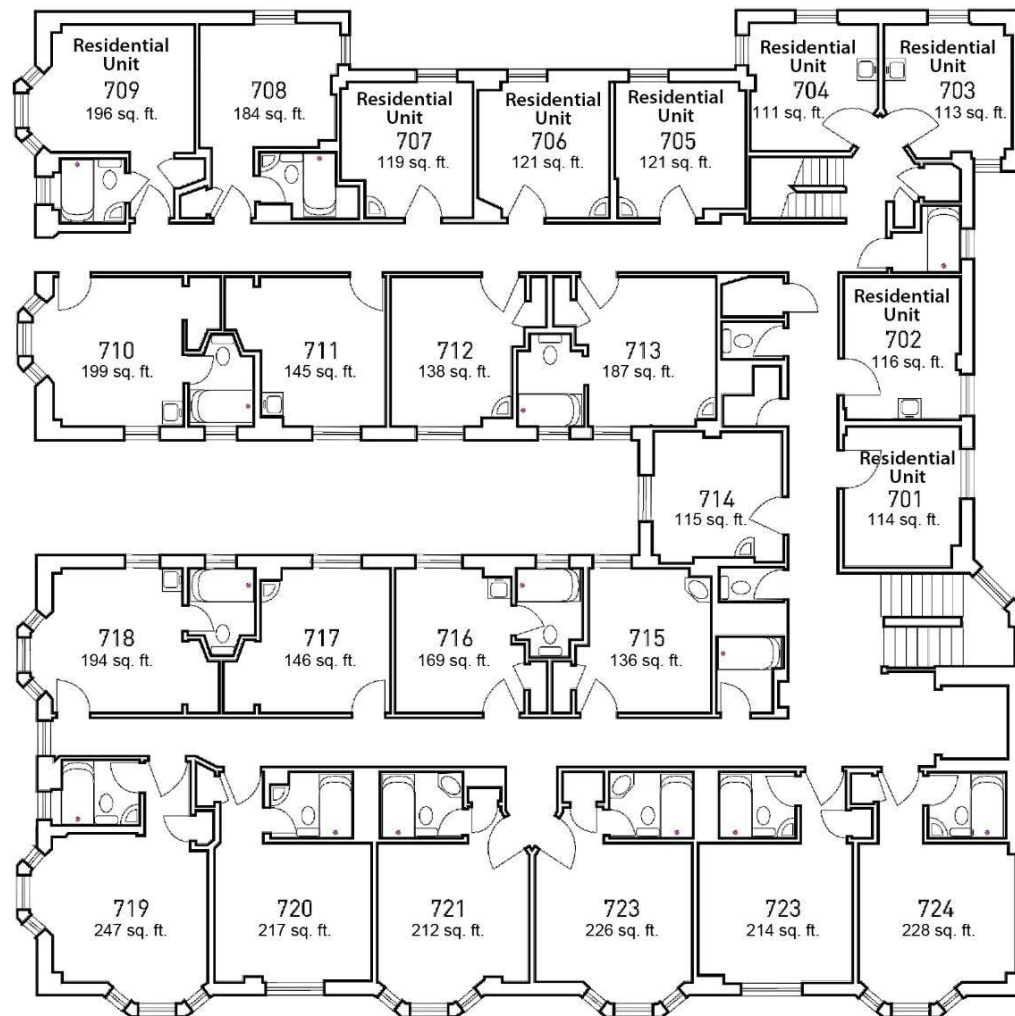 Residential
Unit
709
196 sq. ft.
708
184 sq. ft.
Residential
Unit
707
119 sq. ft.
Residential
Unit
706
121 sq. ft.
Residential
Unit
705
121 sq. ft.
Residential
Unit
704
111 sq. ft.
Residential
Unit
703
113 sq. ft.
710
199 sq. ft.
711
145 sq. ft.
712
138 sq. ft.
713
187 sq. ft.
Residential
Unit
702
116 sq. ft.
714
115 sq. ft.
Residential
Unit
701
114 sq. ft.
718
194 sq. ft.
717
146 sq. ft.
716
169 sq. ft.
715
136 sq. ft.
719
247 sq. ft.
720
217 sq. ft.
721
212 sq. ft.
723
226 sq. ft.
723
214 sq. ft.
724
228 sq. ft.